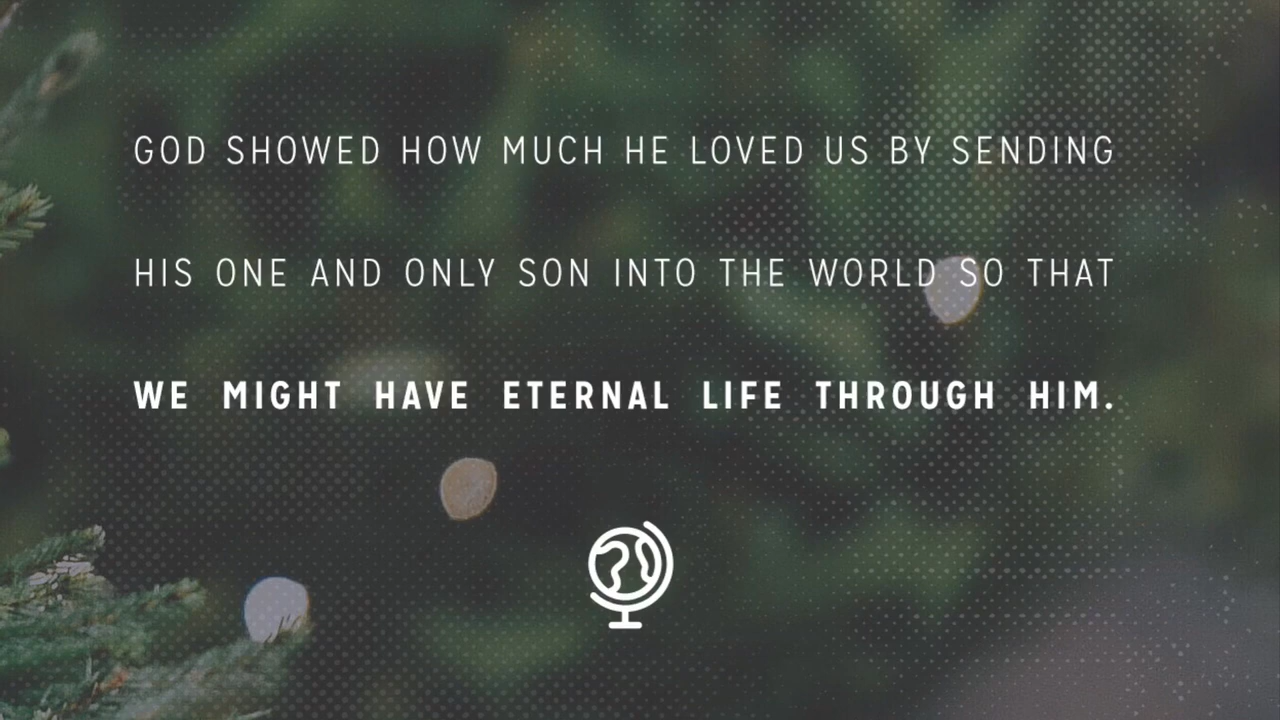 GOD SHOWED HOW MUCH HE LOVED US BY SENDING
HIS ONE AND ONLY SON INTO THE WORLD SO THAT
WE MIGHT HAVE ETERNAL LIFE THROUGH HIM.